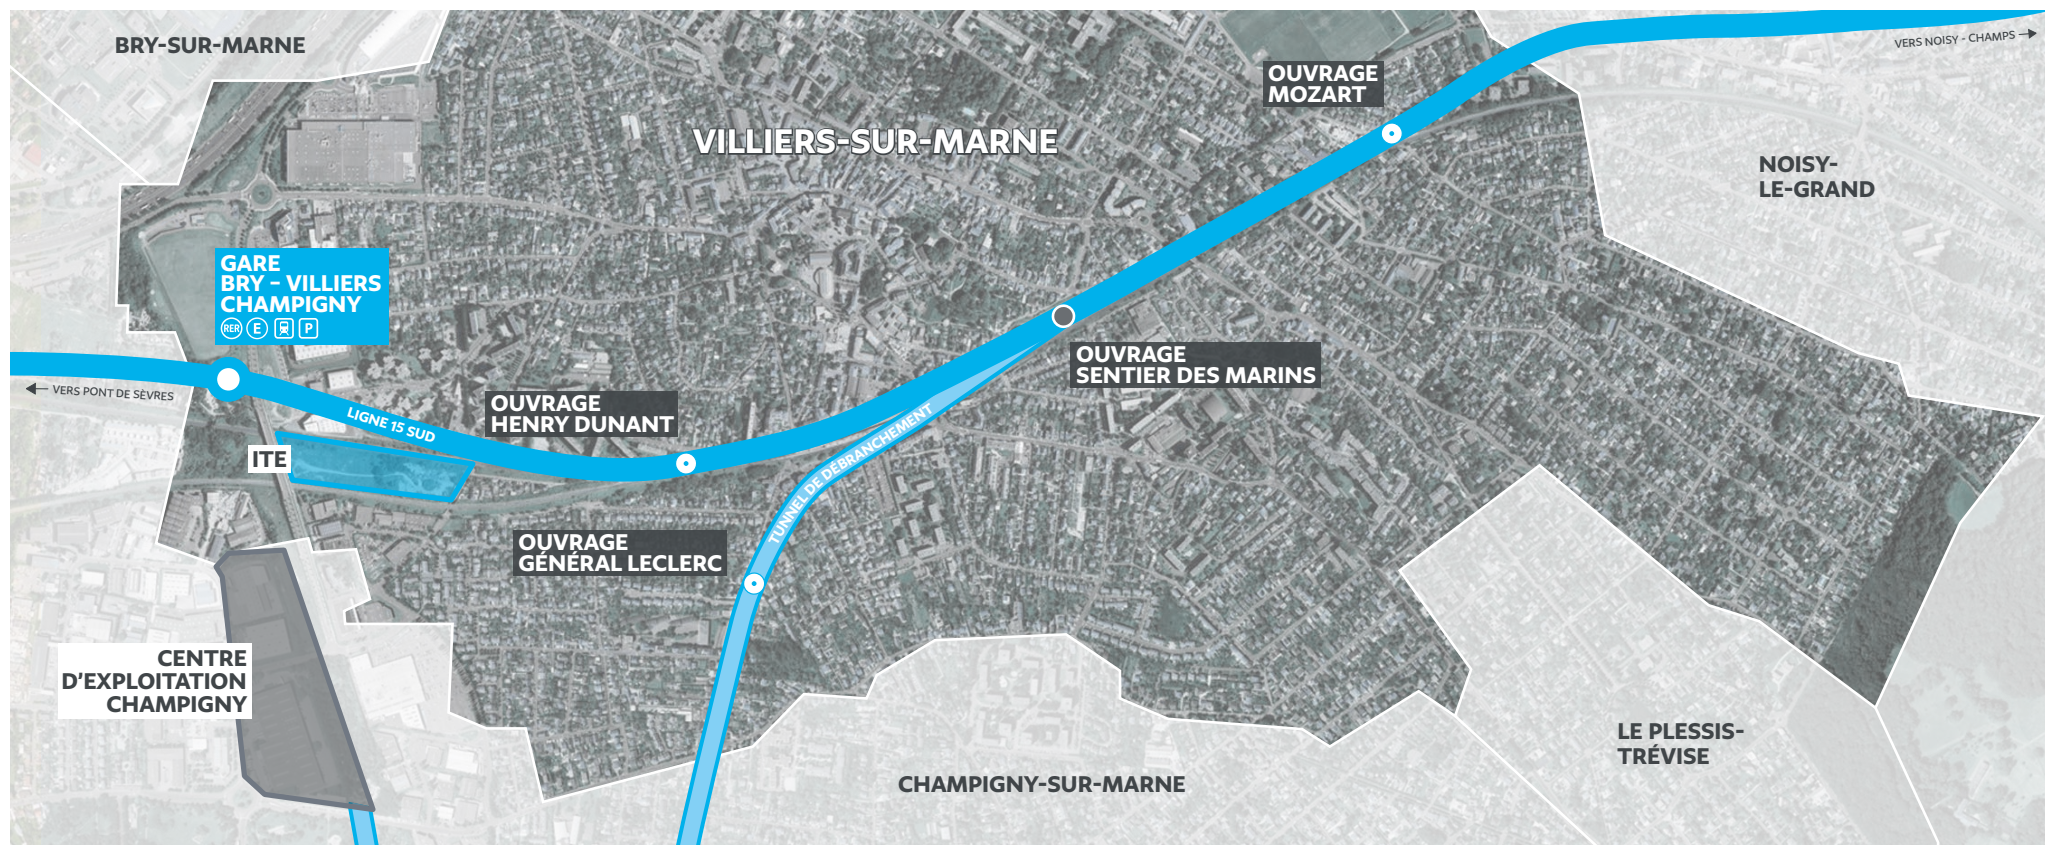 BRY-SUR-MARNE
VERS NOISY - CHAMPS
OUVRAGE
MOZART
VILLIERS-SUR-MARNE
NOISY-
LE-GRAND
GARE
BRY – VILLIERS
CHAMPIGNY
RER E P
OUVRAGE
SENTIER DES MARINS
VERS PONT DE SÈVRES
LIGNE 15 SUD
OUVRAGE
HENRY DUNANT
TUNNEL DE DÉBRANCHEMENT
ITE
OUVRAGE
GÉNÉRAL LECLERC
CENTRE
D'EXPLOITATION
CHAMPIGNY
LE PLESSIS-
TRÉVISE
CHAMPIGNY-SUR-MARNE